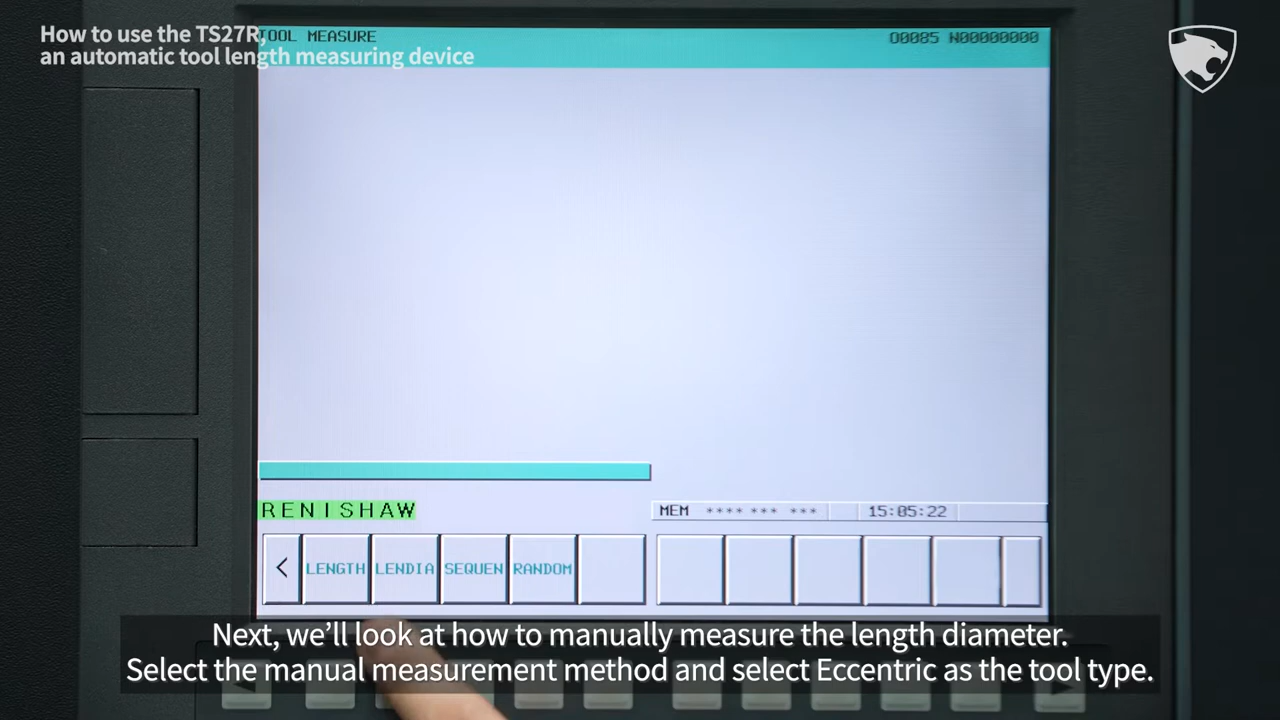 How to use the TS27R,
an automatic tool length measuring device
TOOL MEASURE
O0085 N00000000
RENISHAW
MEM **** *** ***
15:05:22
< LENGTH LENDIA SEQUEN RANDOM
Next, we’ll look at how to manually measure the length diameter.
Select the manual measurement method and select Eccentric as the tool type.